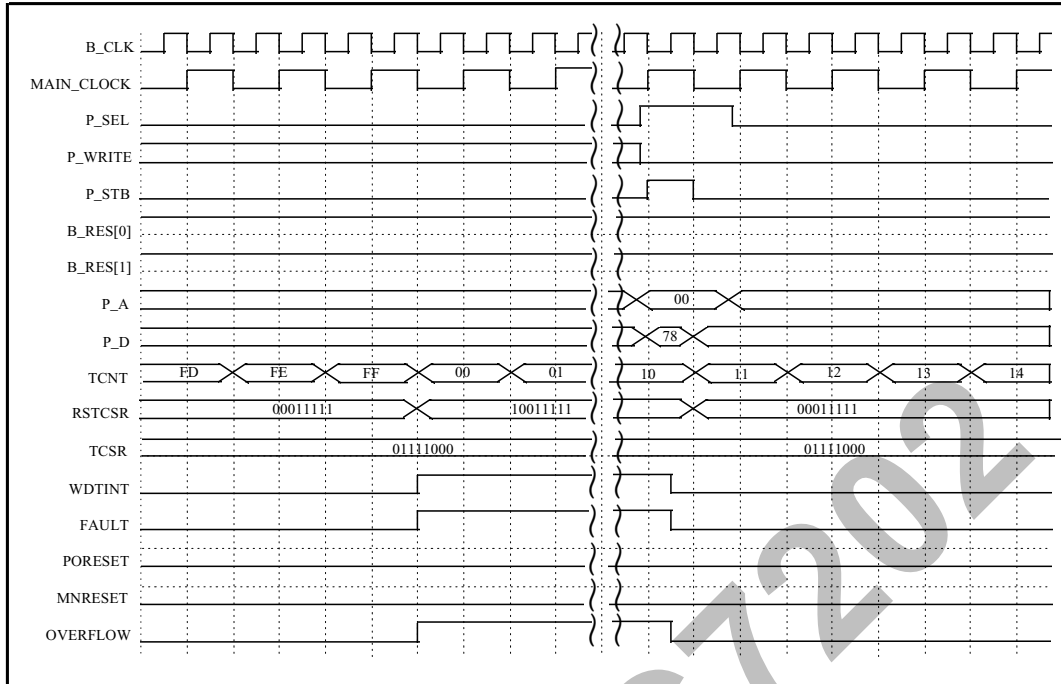 B_CLK
MAIN_CLOCK
P_SEL
P_WRITE
P_STB
B_RES[0]
B_RES[1]
P_A 00
P_D 78
TCNT FD FE FF 00 01 10 11 12 13 14
RSTCSR 00011111 10011111 00011111
TCSR 01111000 01111000
WDTINT
FAULT
PORESET
MNRESET
OVERFLOW
67202